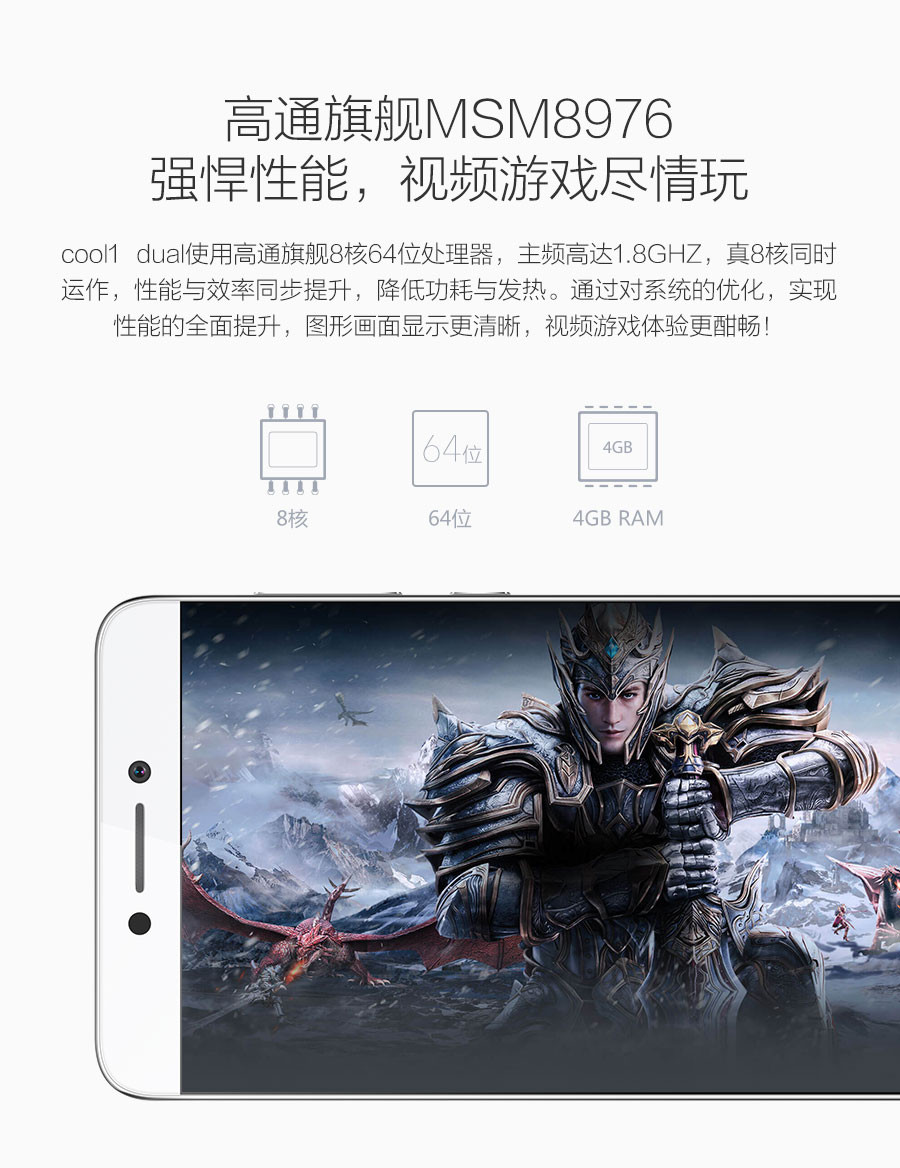 高通旗舰MSM8976
强悍性能，视频游戏尽情玩
cool1 dual使用高通旗舰8核64位处理器，主频高达1.8GHZ，真8核同时
运作，性能与效率同步提升，降低功耗与发热。通过对系统的优化，实现
性能的全面提升，图形画面显示更清晰，视频游戏体验更酣畅！
64位
4GB
8核
64位
4GB RAM